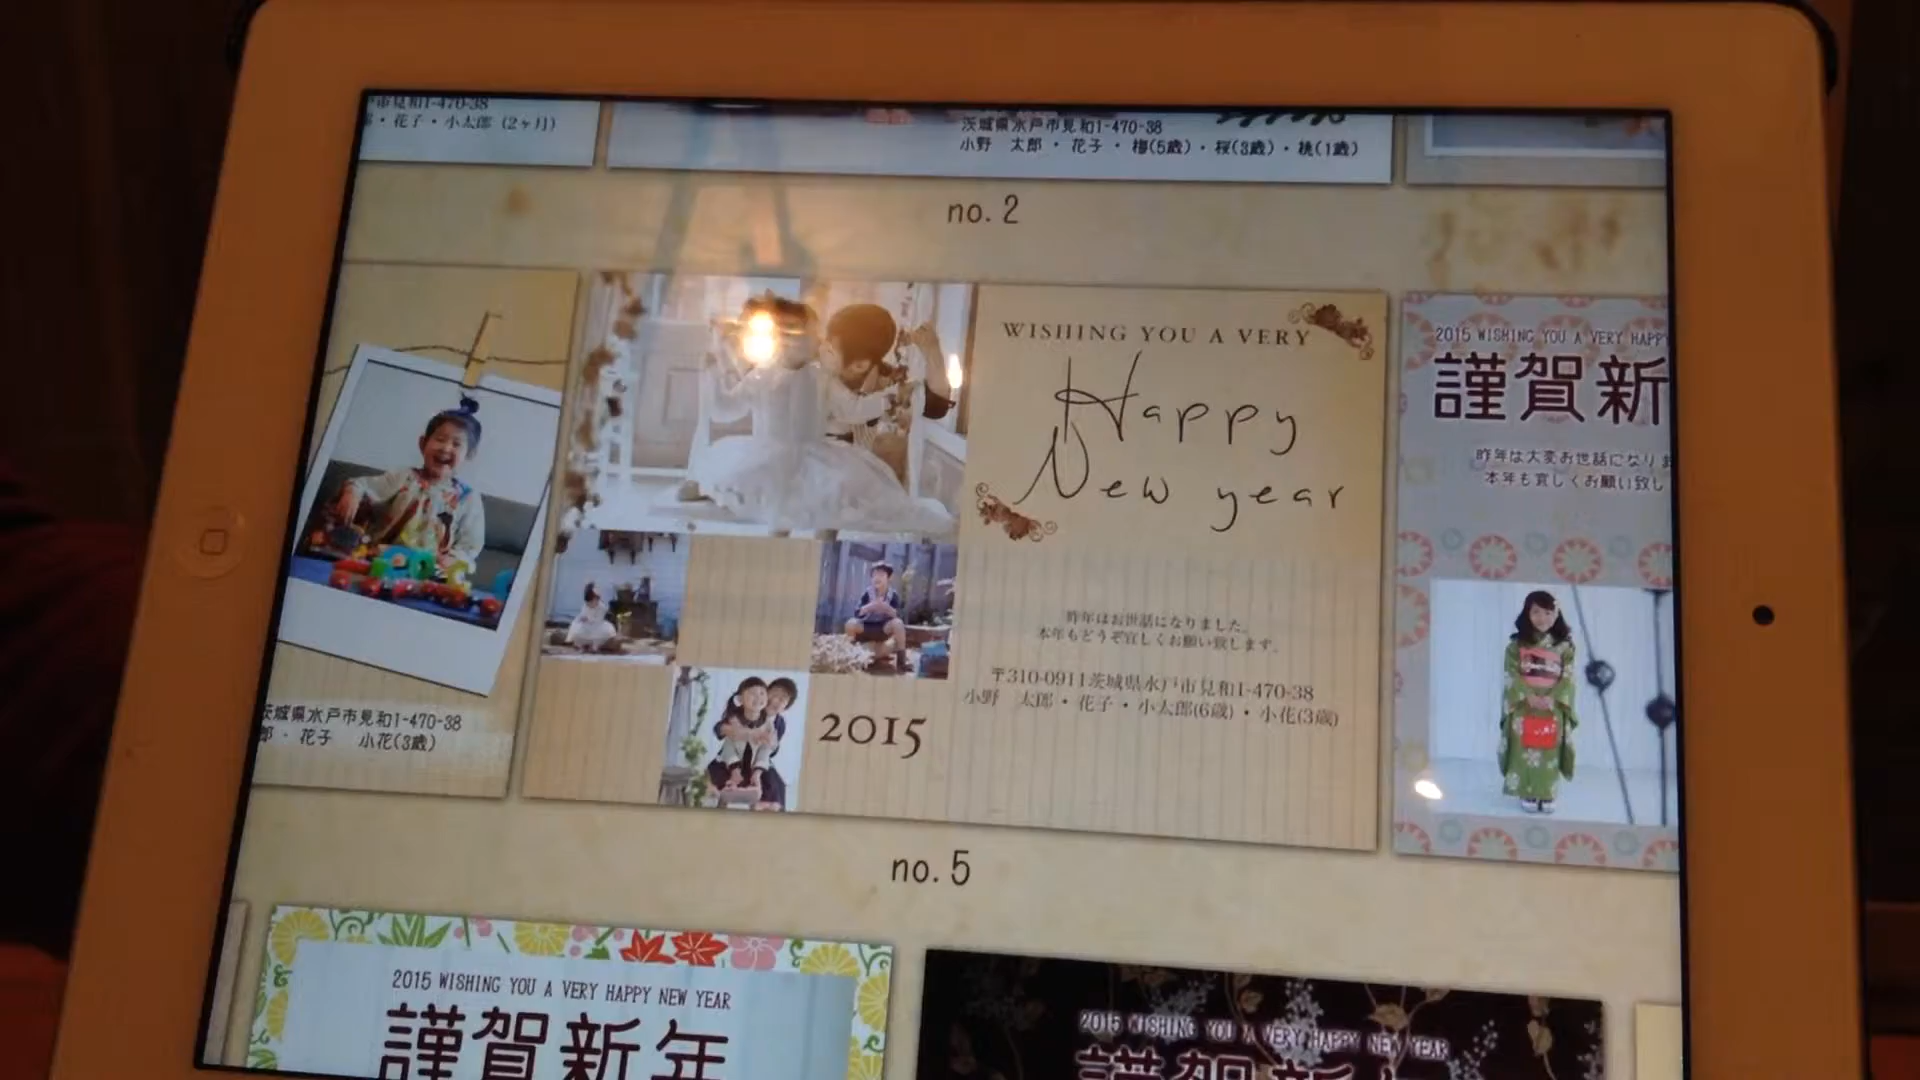 市見和1-470-38
・花子・小太郎 (2ヶ月)
茨城県水戸市見和1-470-38
小野 太郎・花子・梅(5歳)・桜(3歳)・桃(1歳)
no.2
茨城県水戸市見和1-470-38
郎・花子 小花(3歳)
WISHING YOU A VERY
Happy
New year
昨年はお世話になりました。
本年もどうぞ宜しくお願い致します。
〒310-0911茨城県水戸市見和1-470-38
小野 太郎・花子・小太郎(6歳)・小花(3歳)
2015
no.5
2015 WISHING YOU A VERY HAPPY
謹賀新
昨年は大変お世話になりま
本年も宜しくお願い致し
2015 WISHING YOU A VERY HAPPY NEW YEAR
謹賀新年
2015 WISHING YOU A VERY HAPPY NEW YEAR
謹賀新